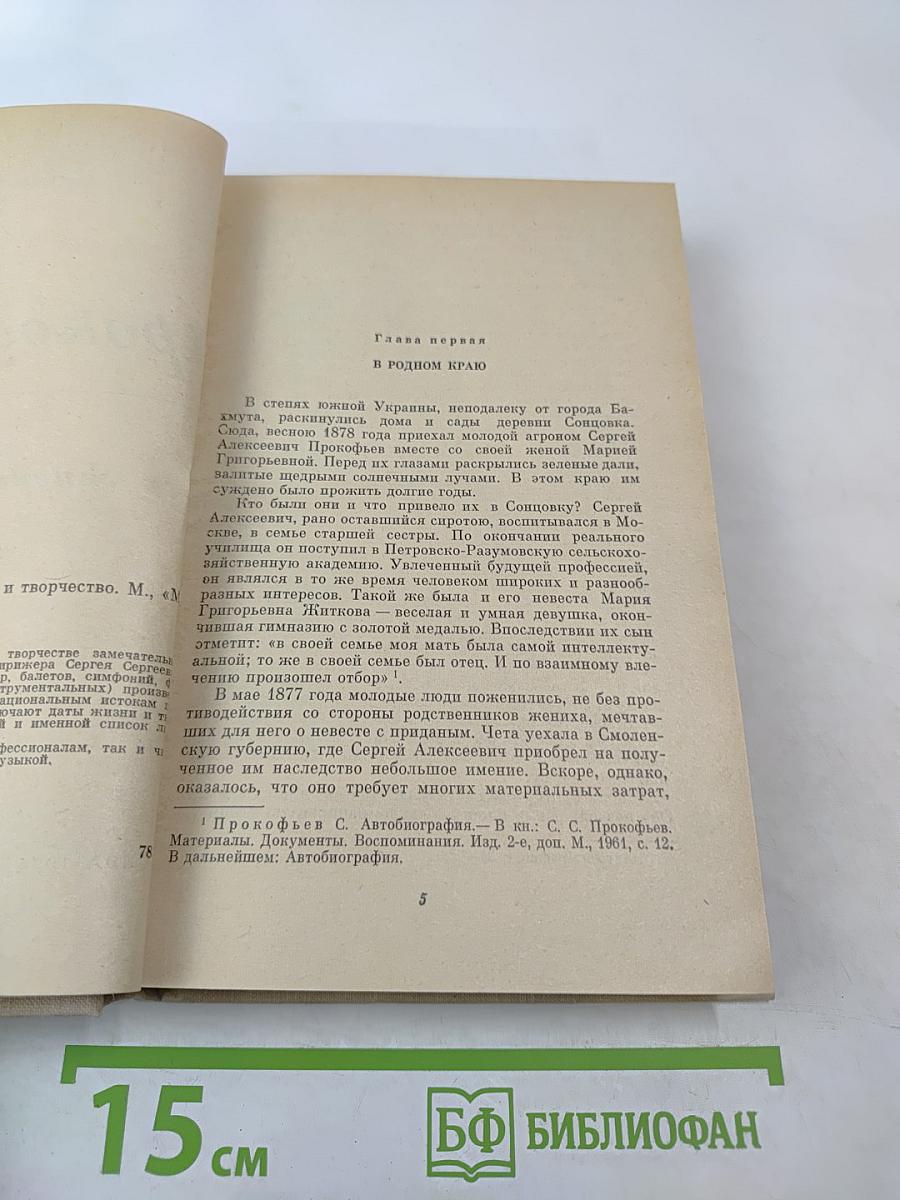 и творчество. М., «М
творчестве
дирижера Сергея
р, балетов, симфоний,
струментальных)
национальным истокам
ючают даты жизни и
й и именной список
фессионалам, так и
узыкой.
78
Глава первая
В РОДНОМ КРАЮ
В степях южной Украины, неподалеку от города Ба-
хмута, раскинулись дома и сады деревни Сонцовка.
Сюда, весною 1878 года приехал молодой агроном Сергей
Алексеевич Прокофьев вместе со своей женой Марией
Григорьевной. Перед их глазами раскрылись зеленые дали,
залитые щедрыми солнечными лучами. В этом краю им
суждено было прожить долгие годы.
Кто были они и что привело их в Сонцовку? Сергей
Алексеевич, рано оставшийся сиротою, воспитывался в Мо-
скве, в семье старшей сестры. По окончании реального
училища он поступил в Петровско-Разумовскую сельскохо-
зяйственную академию. Увлеченный будущей профессией,
он являлся в то же время человеком широких и разнооб-
разных интересов. Такой же была и его невеста Мария
Григорьевна Житкова — веселая и умная девушка, окон-
чившая гимназию с золотой медалью. Впоследствии их сын
отметит: «в своей семье моя мать была самой интеллекту-
альной; то же в своей семье был отец. И по взаимному вле-
чению произошел отбор» ¹.
В мае 1877 года молодые люди поженились, не без про-
тиводействия со стороны родственников жениха, мечтав-
ших для него о невесте с приданым. Чета уехала в Смолен-
скую губернию, где Сергей Алексеевич приобрел на полу-
ченное им наследство небольшое имение. Вскоре, однако,
оказалось, что оно требует многих материальных затрат,
¹ Прокофьев С. Автобиография.— В кн.: С. С. Прокофьев.
Материалы. Документы. Воспоминания. Изд. 2-е, доп. М., 1961, с. 12.
В дальнейшем: Автобиография.
5
15 см
БФ БИБЛИОФАН